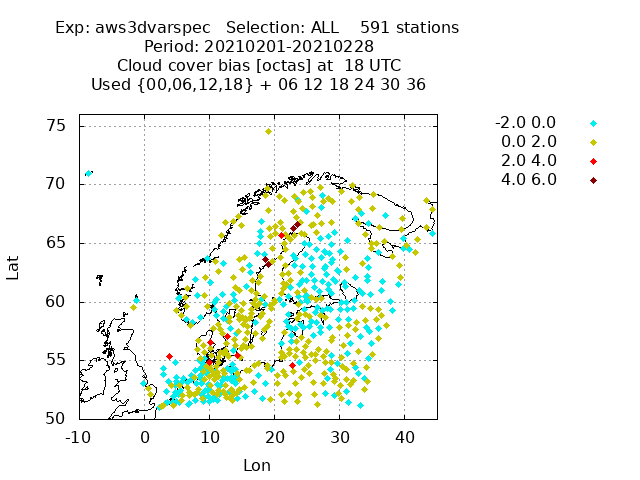 Exp: aws3dvarspec Selection: ALL 591 stations
Period: 20210201-20210228
Cloud cover bias [octas] at 18 UTC
Used {00,06,12,18} + 06 12 18 24 30 36
-2.0 0.0
0.0 2.0
2.0 4.0
4.0 6.0
75
70
65
60
55
50
Lat
-10 0 10 20 30 40
Lon